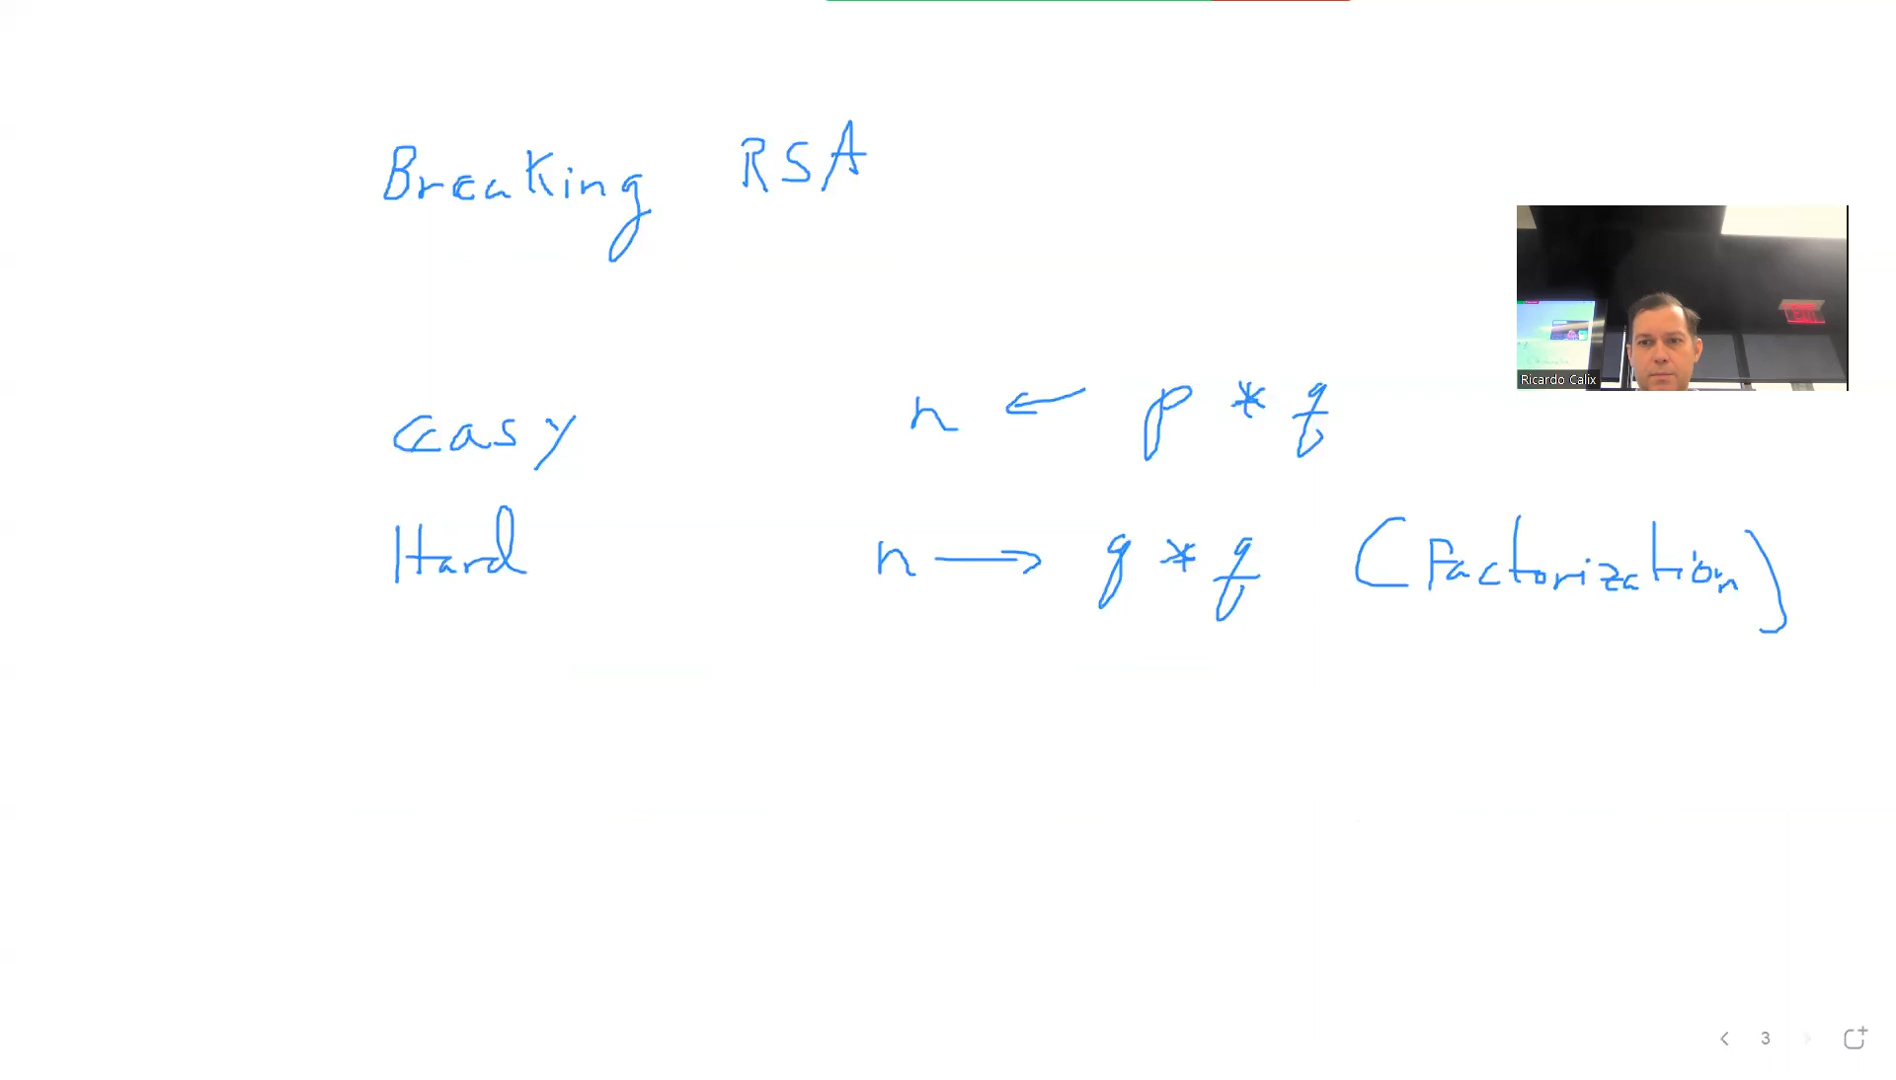 Breaking RSA
Ricardo Calix
easy n ← p * q
Hard n → g * q (Factorization)
3